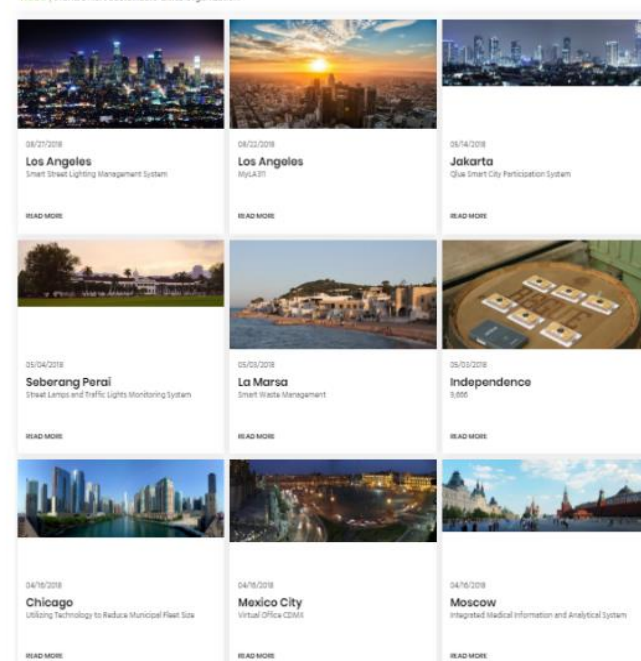 08/27/2018
Los Angeles
Smart Street Lighting Management System
READ MORE
08/22/2018
Los Angeles
MyLA311
READ MORE
Jakarta
Qlue Smart City Participation System
READ MORE
05/04/2018
Seberang Perai
Street Lamps and Traffic Lights Monitoring System
READ MORE
05/03/2018
La Marsa
Smart Waste Management
READ MORE
05/03/2018
Independence
READ MORE
04/16/2018
Chicago
Utilizing Technology to Reduce Municipal Fleet Size
READ MORE
04/16/2018
Mexico City
Virtual Office CDMX
READ MORE
04/16/2018
Moscow
Integrated Medical Information and Analytical System
READ MORE